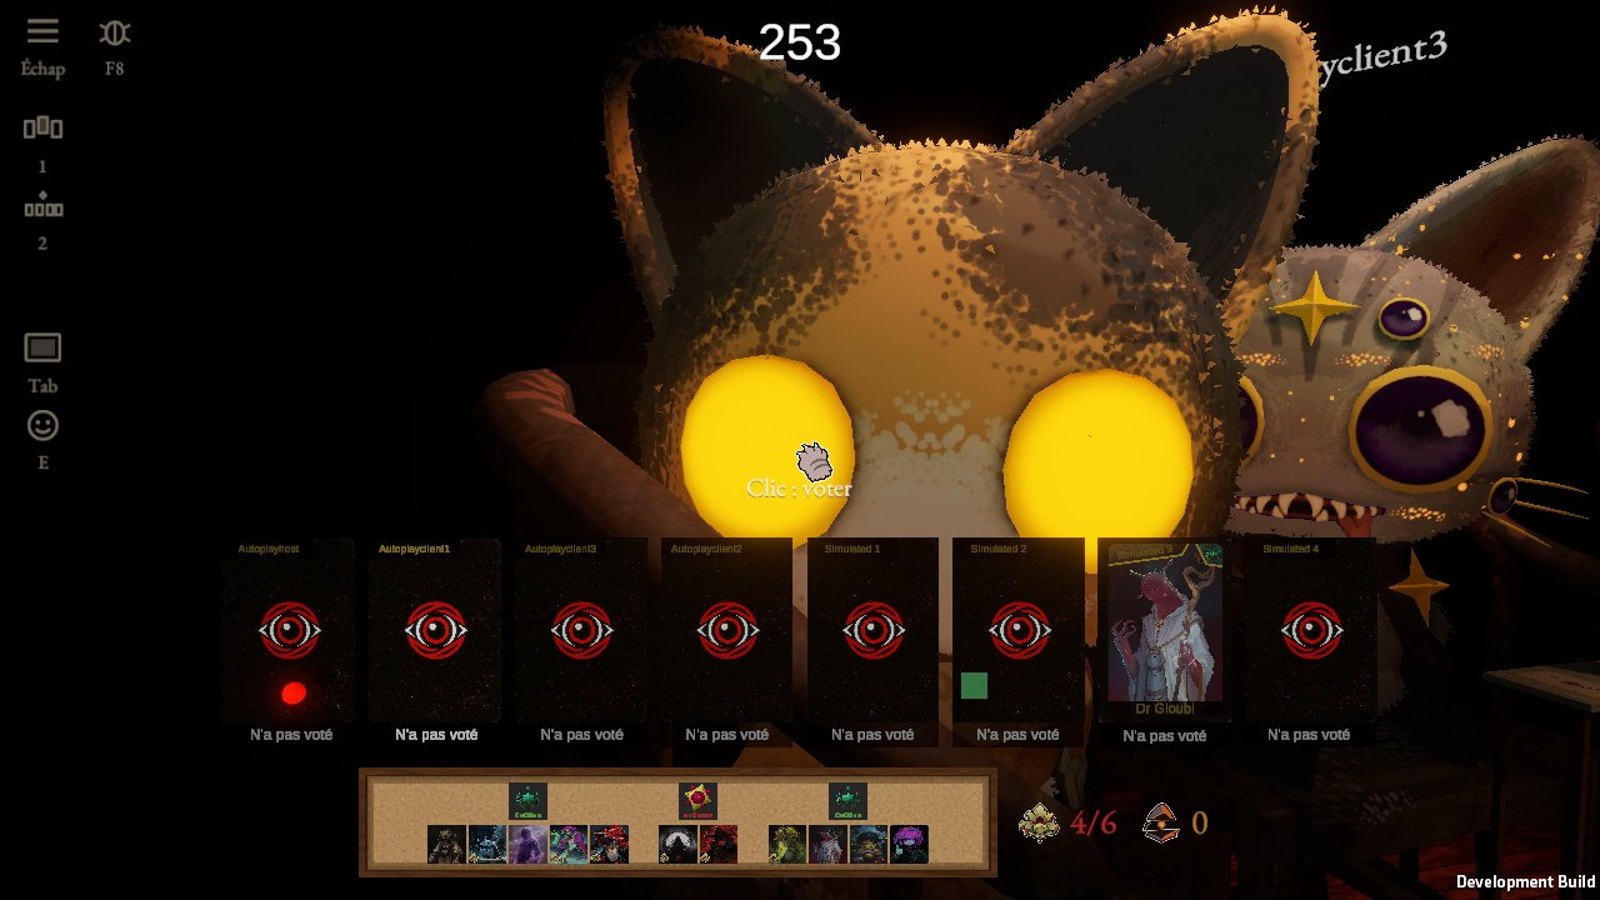 253
yclient3
Échap
F8
1
2
Tab
E
Clic : voter
Autoplayhost
Autoplayclient1
Autoplayclient3
Autoplayclient2
Simulated 1
Simulated 2
Simulated 3
Simulated 4
Dr Gloubi
N'a pas voté
N'a pas voté
N'a pas voté
N'a pas voté
N'a pas voté
N'a pas voté
N'a pas voté
N'a pas voté
4/6
0
Development Build